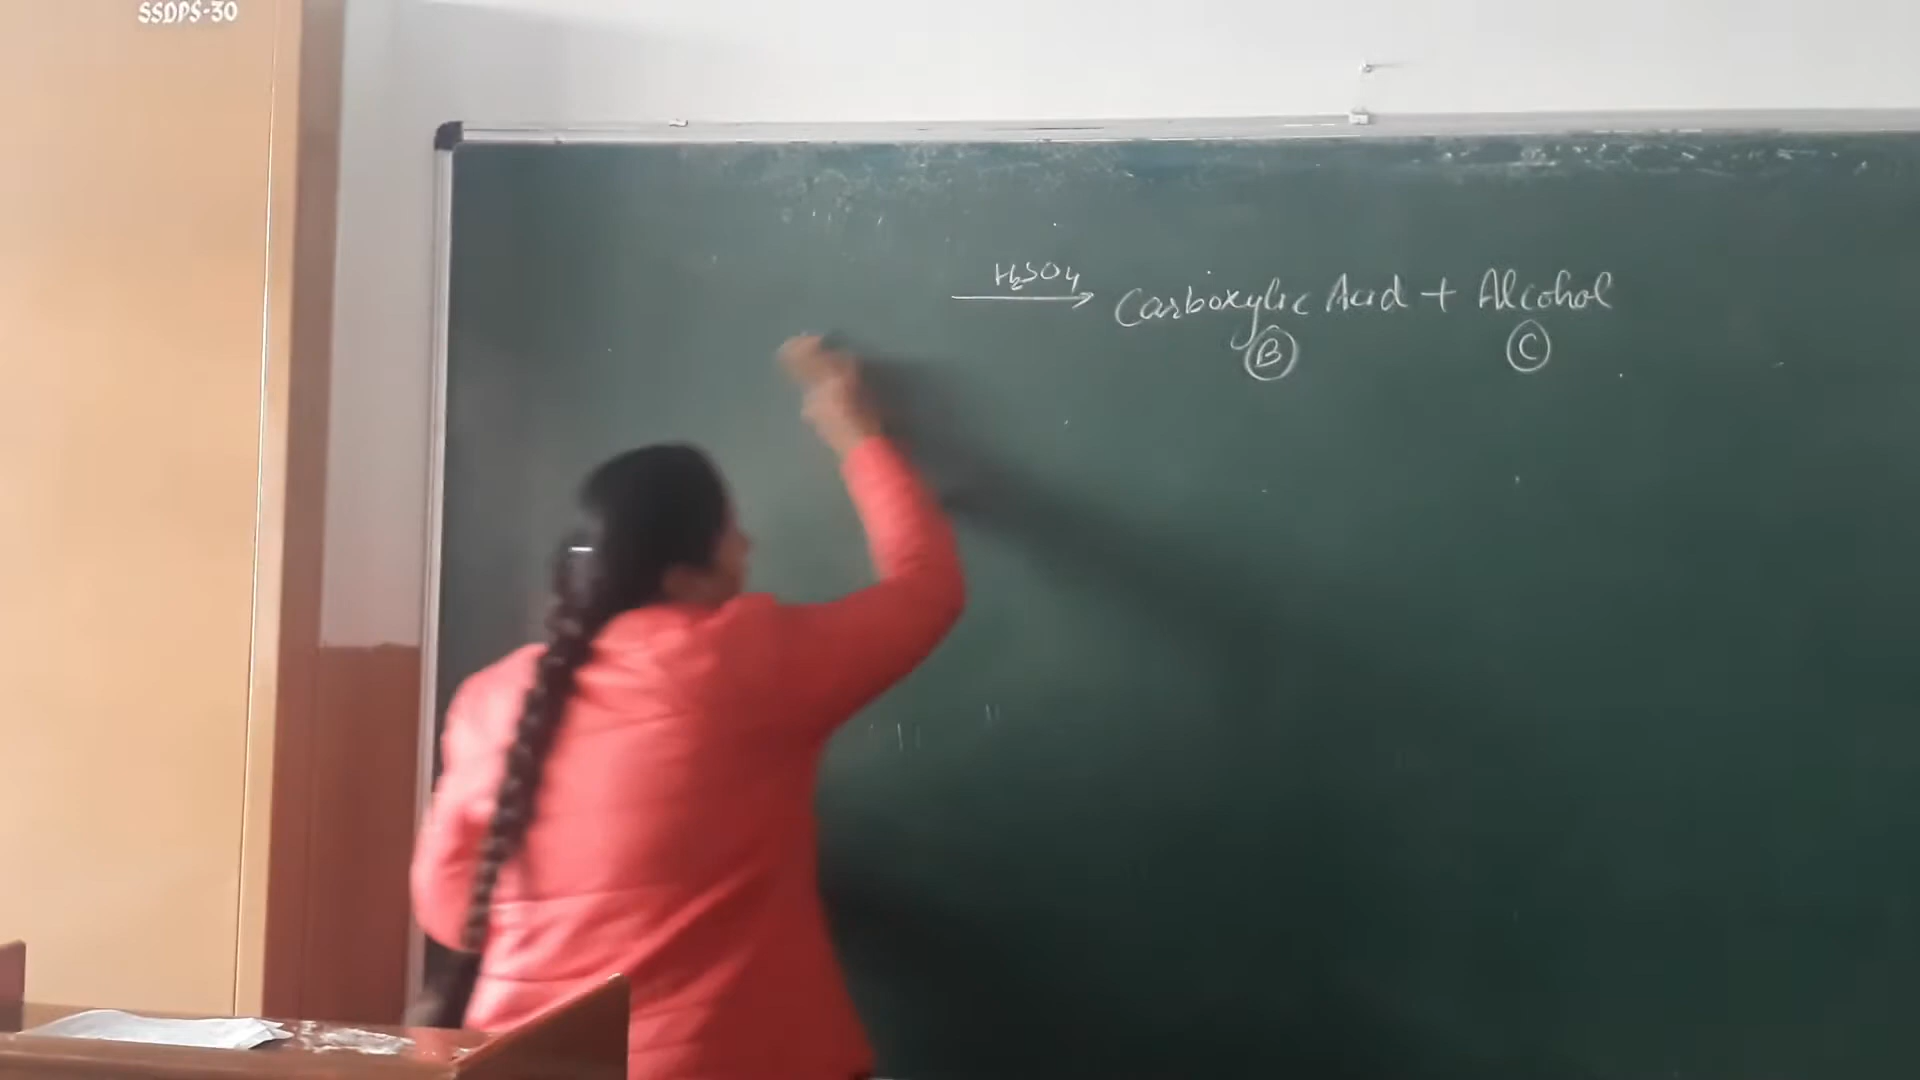 SSDPS-30
H₂SO₄
⟶ Carboxylic Acid + Alcohol
Ⓑ Ⓒ